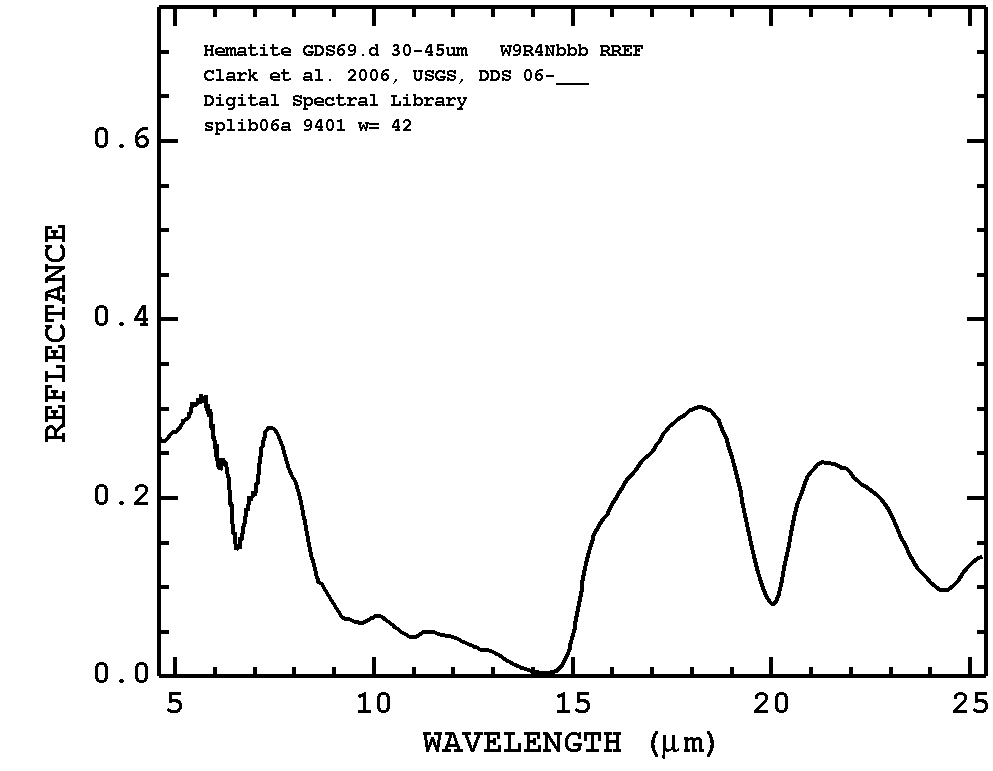 Hematite GDS69.d 30-45um W9R4Nbbb RREF
Clark et al. 2006, USGS, DDS 06-___
Digital Spectral Library
splib06a 9401 w= 42
REFLECTANCE
0.6
0.4
0.2
0.0
5 10 15 20 25
WAVELENGTH (μm)